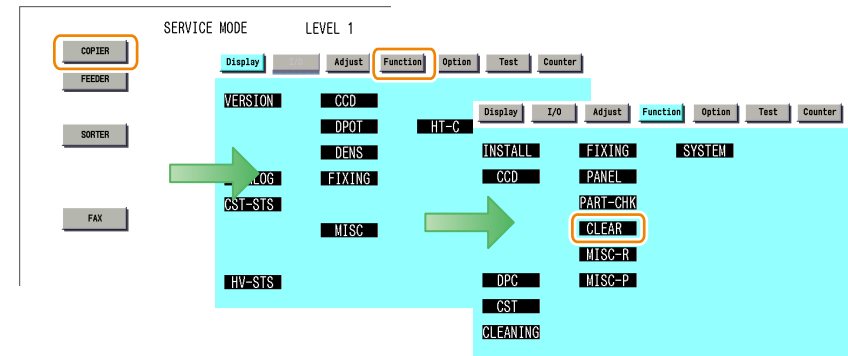 SERVICE MODE LEVEL 1
COPIER
FEEDER
SORTER
FAX
Display I/O Adjust Function Option Test Counter
VERSION CCD
DPOT HT-C
DENS
FIXING
CST-STS
MISC
HV-STS
Display I/O Adjust Function Option Test Counter
INSTALL FIXING SYSTEM
CCD PANEL
PART-CHK
CLEAR
MISC-R
DPC MISC-P
CST
CLEANING